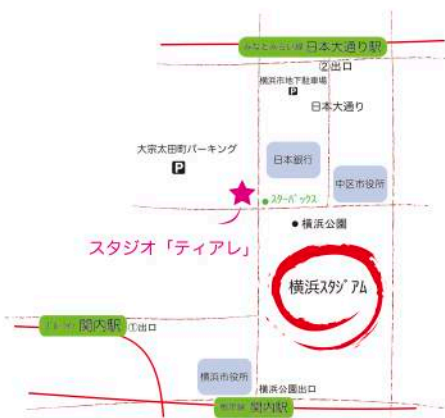 みなとみらい線 日本大通り駅
②出口
横浜市地下駐車場
P
日本大通り
大宗太田町パーキング
P
日本銀行
中区市役所
スターバックス
横浜公園
スタジオ「ティアレ」
横浜スタジアム
関内駅 ①出口
横浜市役所
横浜公園出口
関内駅